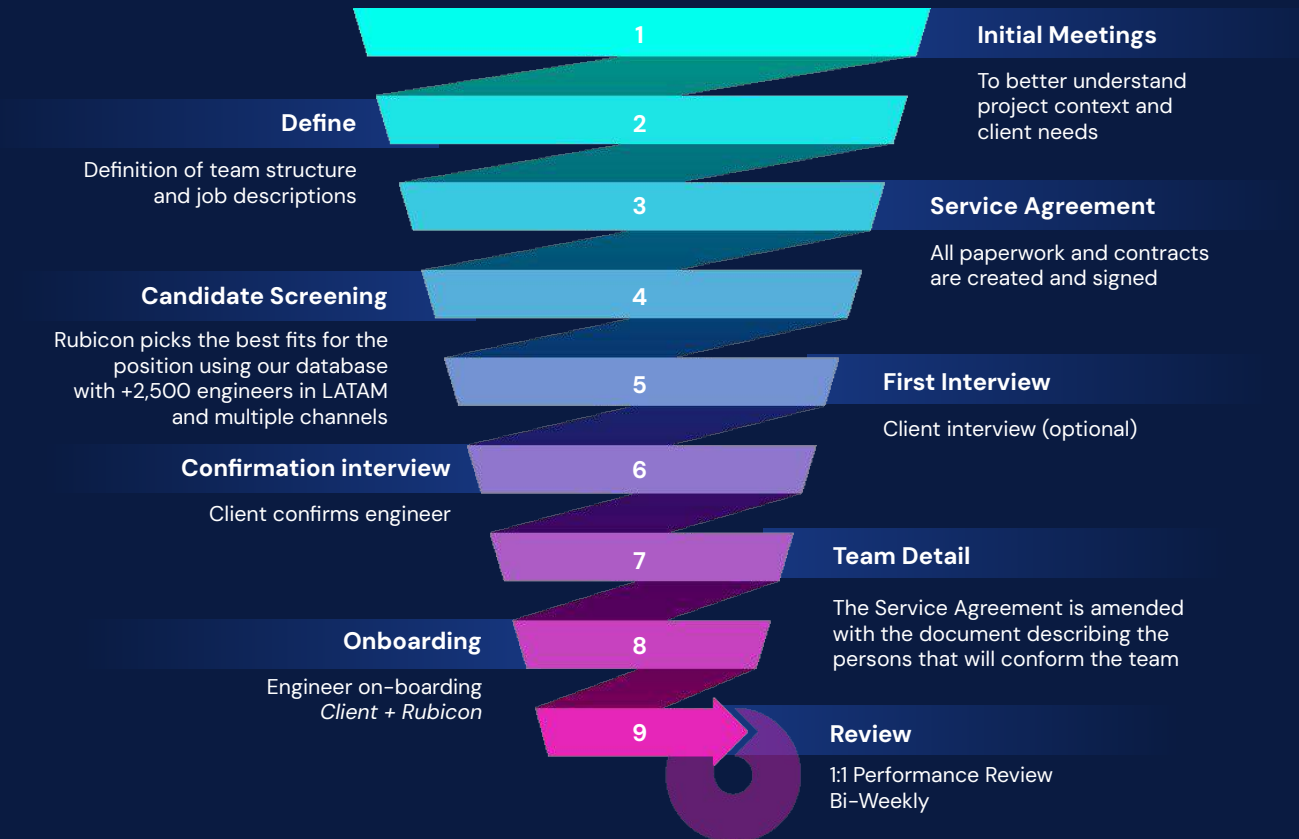 1
Initial Meetings
To better understand
project context and
client needs
2
Define
Definition of team structure
and job descriptions
3
Service Agreement
All paperwork and contracts
are created and signed
4
Candidate Screening
Rubicon picks the best fits for the
position using our database
with +2,500 engineers in LATAM
and multiple channels
5
First Interview
Client interview (optional)
6
Confirmation interview
Client confirms engineer
7
Team Detail
The Service Agreement is amended
with the document describing the
persons that will conform the team
8
Onboarding
Engineer on-boarding
Client + Rubicon
9
Review
1:1 Performance Review
Bi-Weekly